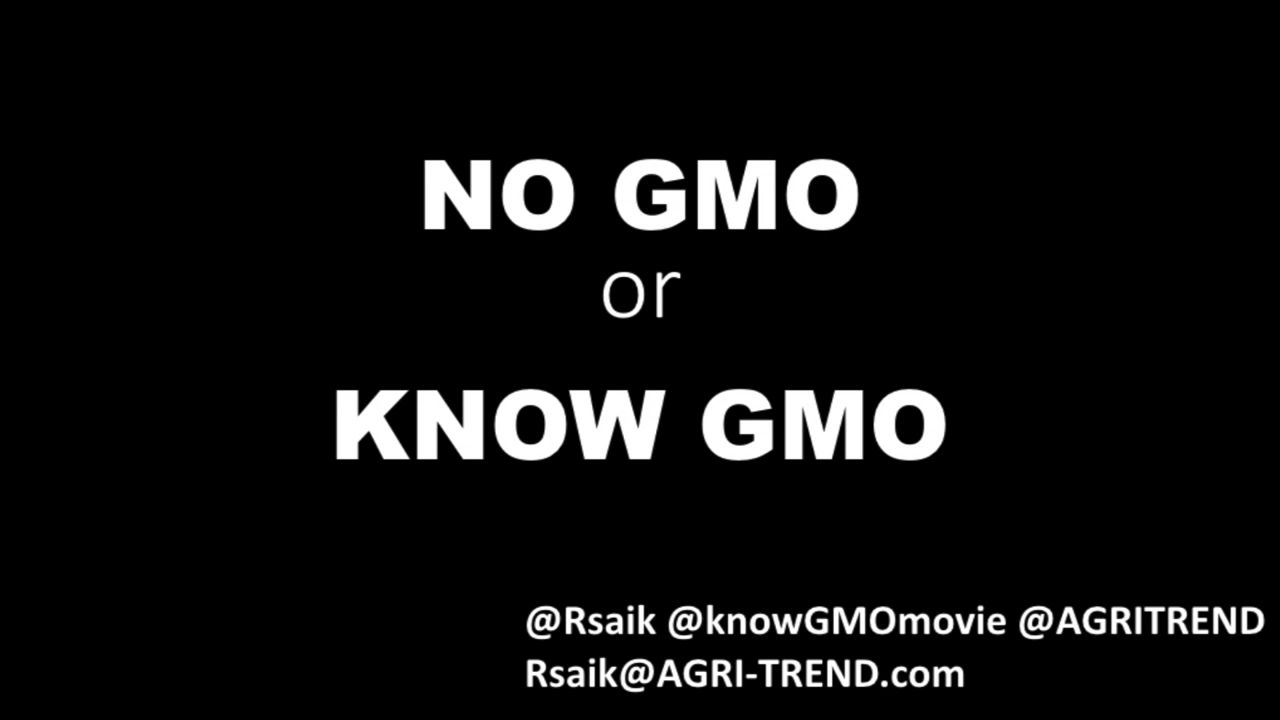 NO GMO
or
KNOW GMO
@Rsaik @knowGMOmovie @AGRITREND
Rsaik@AGRI-TREND.com